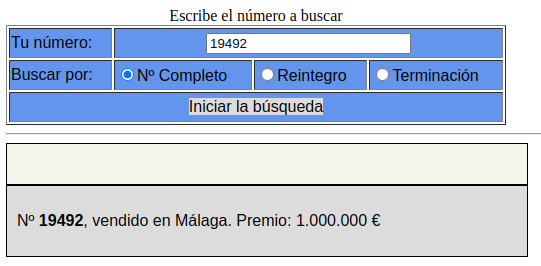 Escribe el número a buscar
Tu número: 19492
Buscar por: Nº Completo Reintegro Terminación
Iniciar la búsqueda
Nº 19492, vendido en Málaga. Premio: 1.000.000 €